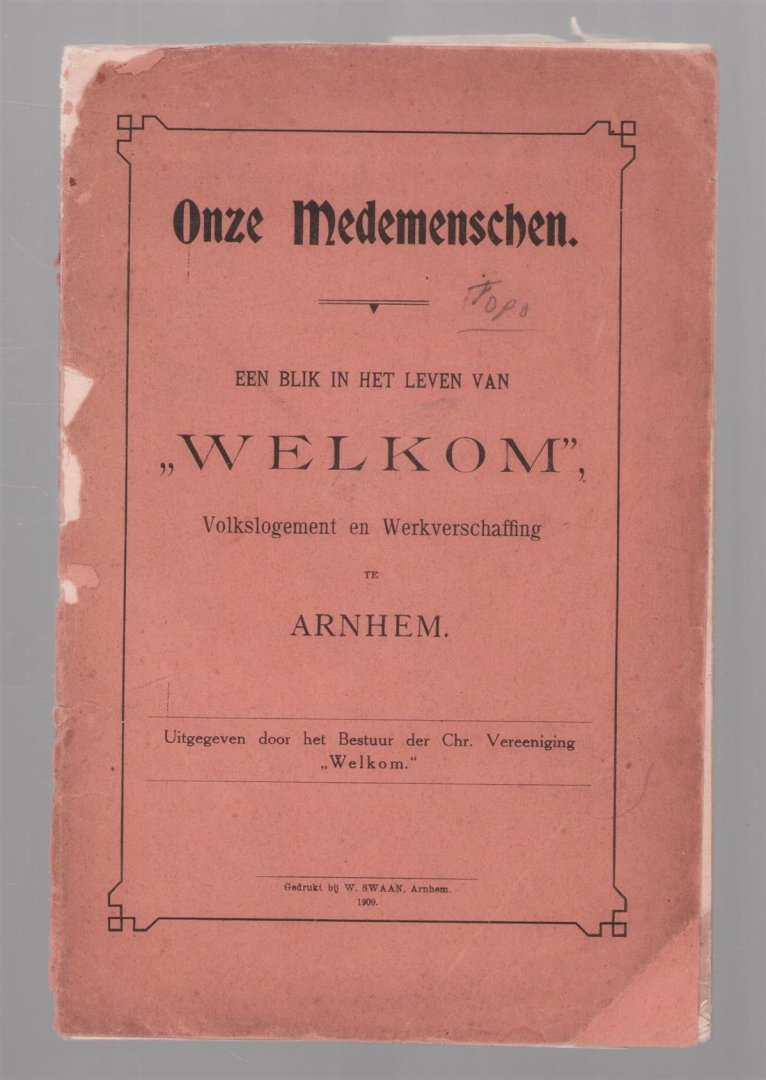 Onze Medemenschen.
Topo
EEN BLIK IN HET LEVEN VAN
„WELKOM”,
Volkslogement en Werkverschaffing
TE
ARNHEM.
Uitgegeven door het Bestuur der Chr. Vereeniging
„Welkom.“
Gedrukt bij W. SWAAN, Arnhem.
1909.